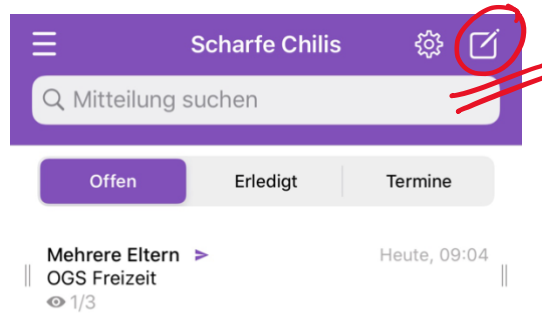 Scharfe Chilis
Mitteilung suchen
Offen Erledigt Termine
Mehrere Eltern Heute, 09:04
OGS Freizeit
1/3